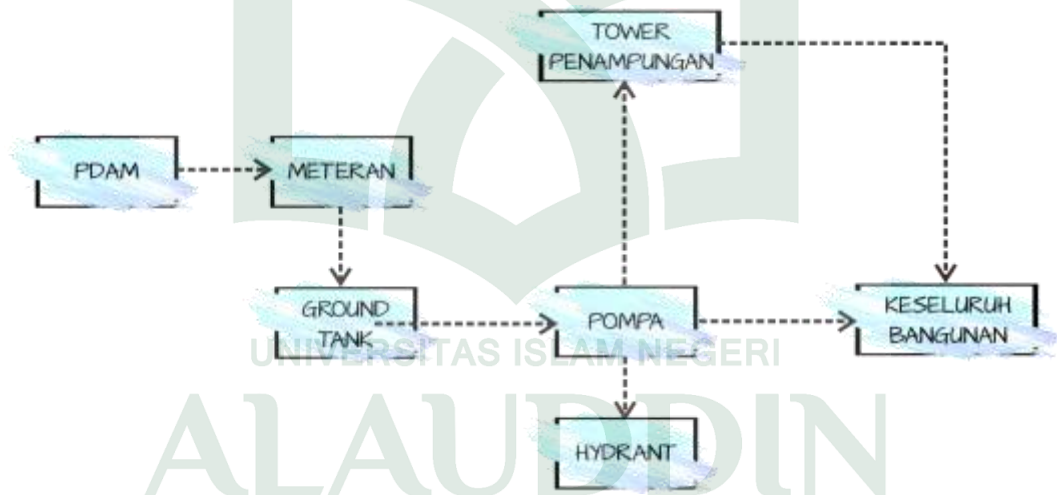 TOWER
PENAMPUNGAN
PDAM
METERAN
GROUND
TANK
POMPA
KESELURUH
BANGUNAN
UNIVERSITAS ISLAM NEGERI
ALAUDDIN
HYDRANT